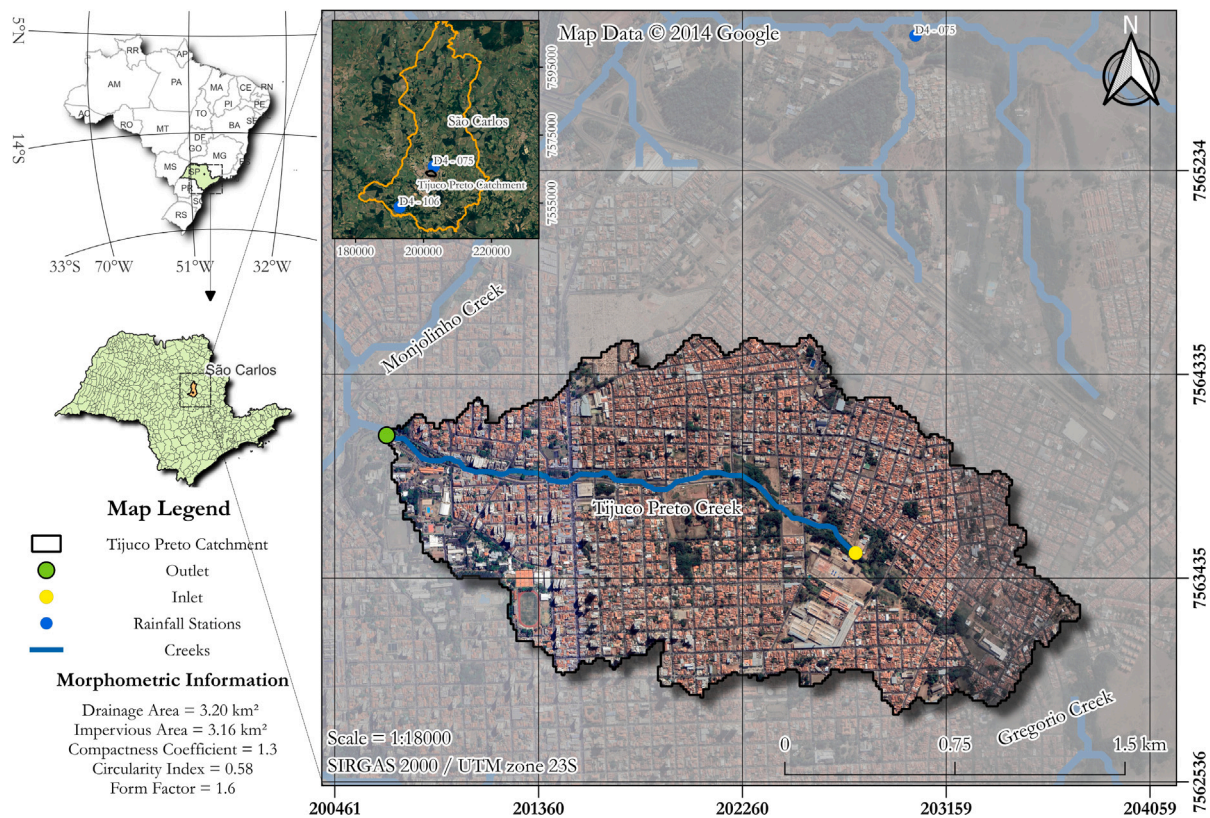 5°N
14°S
33°S
70°W
51°W
32°W
RR
AP
AM
PA
MA
CE
RN
PI
PE
AC
TO
SE
RO
MT
BA
DF
GO
MG
MS
SP
PR
SC
RS
São Carlos
Map Legend
Tijuco Preto Catchment
Outlet
Inlet
Rainfall Stations
Creeks
Morphometric Information
Drainage Area = 3.20 km²
Impervious Area = 3.16 km²
Compactness Coefficient = 1.3
Circularity Index = 0.58
Form Factor = 1.6
São Carlos
D4 - 075
Tijuco Preto Catchment
D4 - 106
180000
200000
220000
7595000
7575000
7555000
Map Data © 2014 Google
D4 - 075
N
Monjolinho Creek
Tijuco Preto Creek
Gregorio Creek
Scale = 1:18000
SIRGAS 2000 / UTM zone 23S
0
0.75
1.5 km
7565234
7564335
7563435
7562536
200461
201360
202260
203159
204059